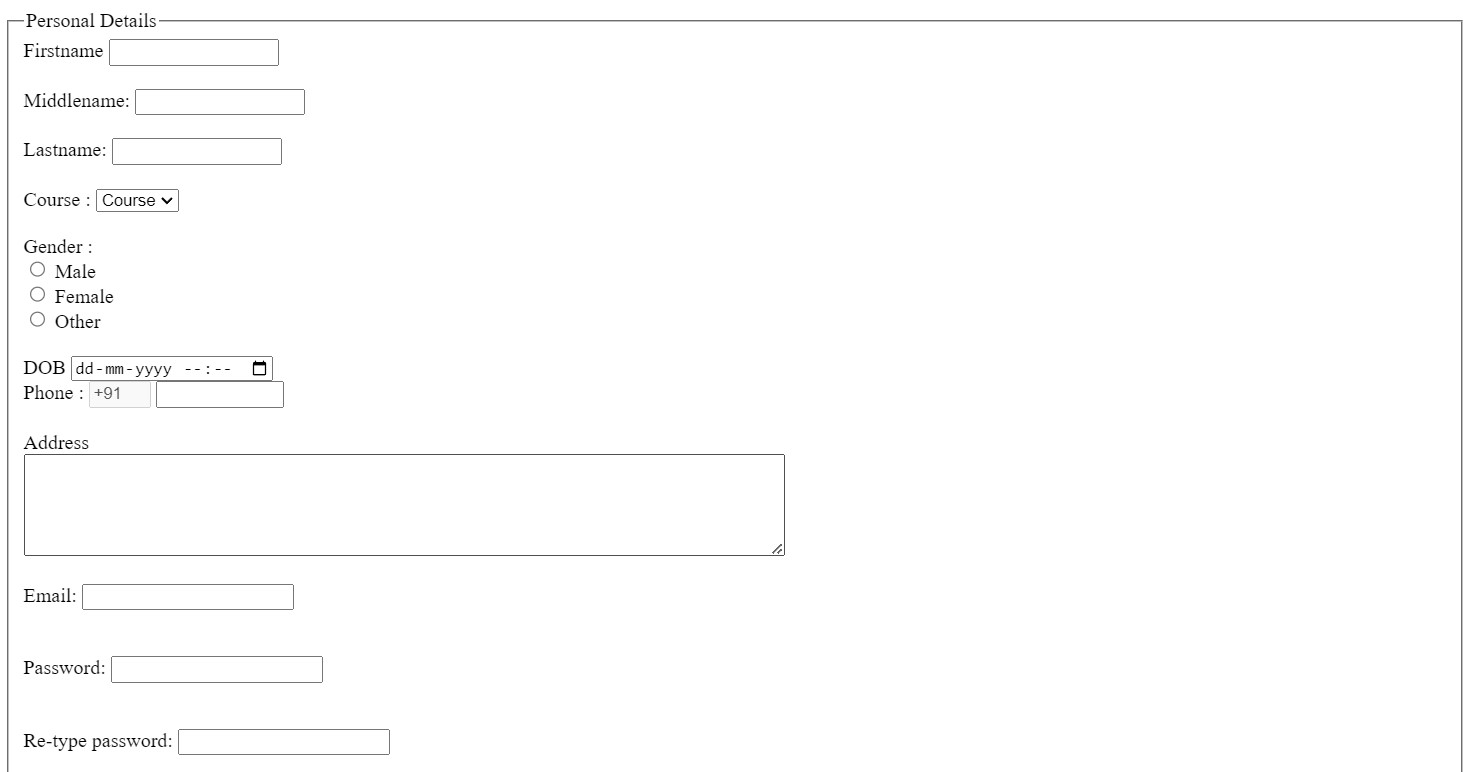 Personal Details
Firstname
Middlename:
Lastname:
Course : Course
Gender :
Male
Female
Other
DOB dd-mm-yyyy --:--
Phone : +91
Address
Email:
Password:
Re-type password: